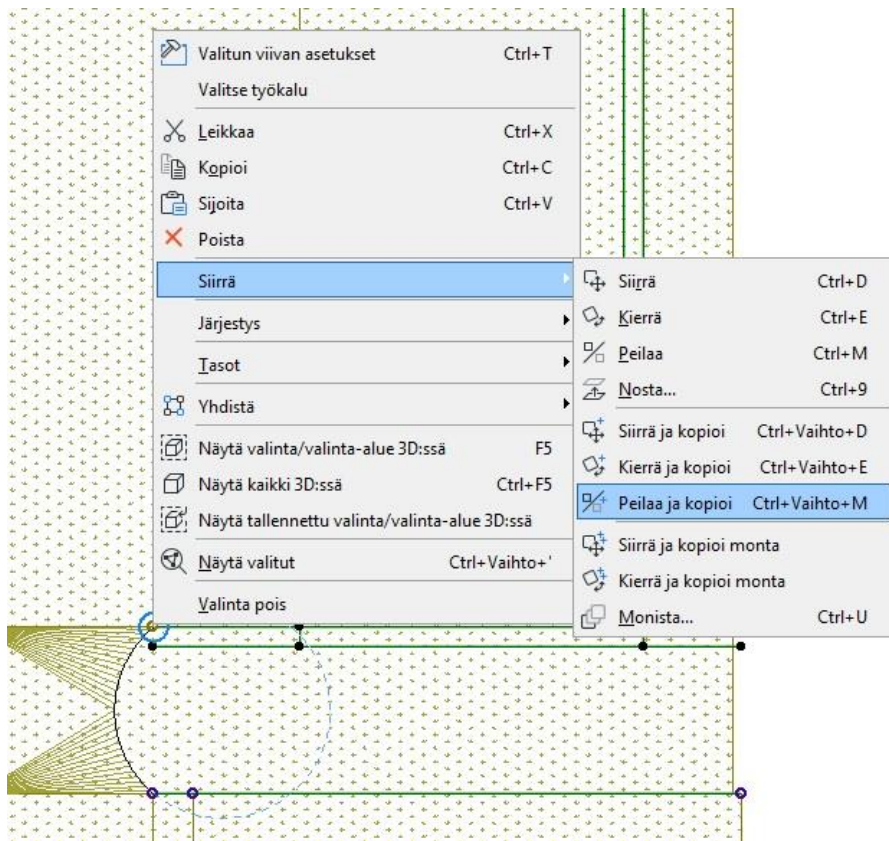 Valitun viivan asetukset Ctrl+T
Valitse työkalu
Leikkaa Ctrl+X
Kopioi Ctrl+C
Sijoita Ctrl+V
Poista
Siirrä
Järjestys
Tasot
Yhdistä
Näytä valinta/valinta-alue 3D:ssä F5
Näytä kaikki 3D:ssä Ctrl+F5
Näytä tallennettu valinta/valinta-alue 3D:ssä
Näytä valitut Ctrl+Vaihto+'
Valinta pois
Siirrä Ctrl+D
Kierrä Ctrl+E
Peilaa Ctrl+M
Nosta... Ctrl+9
Siirrä ja kopioi Ctrl+Vaihto+D
Kierrä ja kopioi Ctrl+Vaihto+E
Peilaa ja kopioi Ctrl+Vaihto+M
Siirrä ja kopioi monta
Kierrä ja kopioi monta
Monista... Ctrl+U